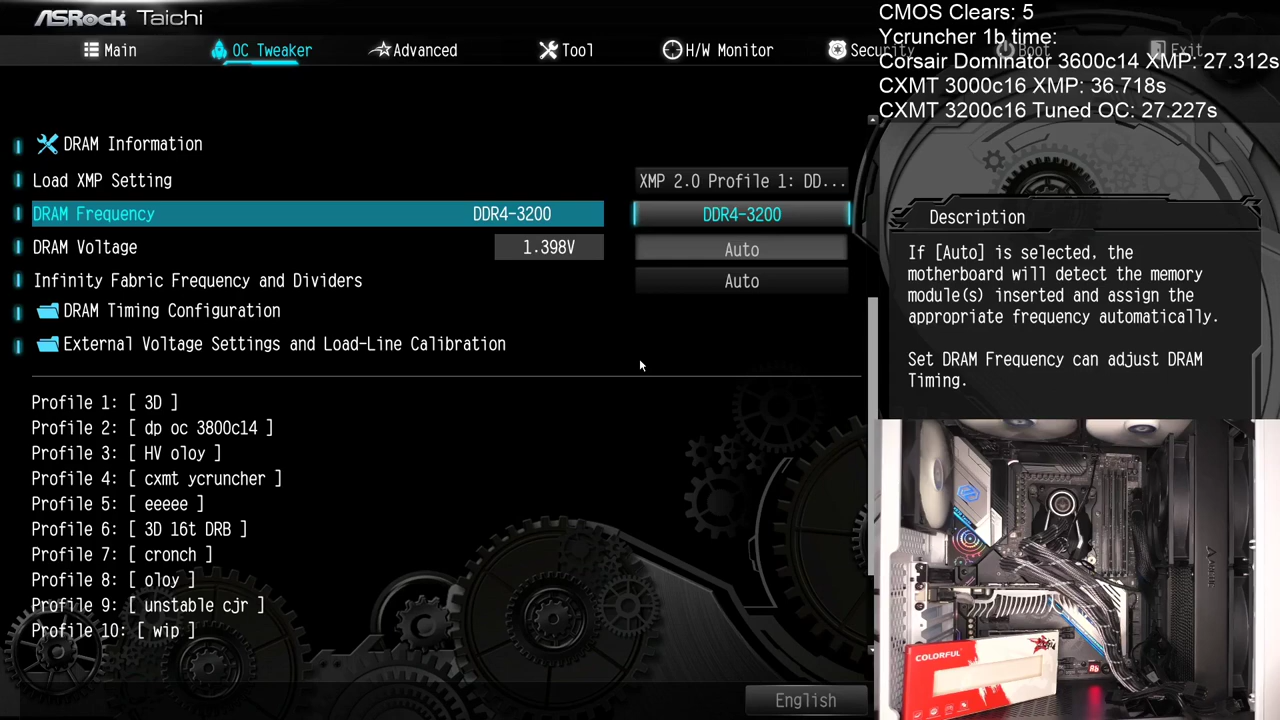 ASRock Taichi
Main
OC Tweaker
Advanced
Tool
H/W Monitor
Security
Boot
Exit
CMOS Clears: 5
Ycruncher 1b time:
Corsair Dominator 3600c14 XMP: 27.312s
CXMT 3000c16 XMP: 36.718s
CXMT 3200c16 Tuned OC: 27.227s
DRAM Information
Load XMP Setting XMP 2.0 Profile 1: DD...
DRAM Frequency DDR4-3200 DDR4-3200
DRAM Voltage 1.398V Auto
Infinity Fabric Frequency and Dividers Auto
DRAM Timing Configuration
External Voltage Settings and Load-Line Calibration
Profile 1: [ 3D ]
Profile 2: [ dp oc 3800c14 ]
Profile 3: [ HV oloy ]
Profile 4: [ cxmt ycruncher ]
Profile 5: [ eeeee ]
Profile 6: [ 3D 16t DRB ]
Profile 7: [ cronch ]
Profile 8: [ oloy ]
Profile 9: [ unstable cjr ]
Profile 10: [ wip ]
English
Description
If [Auto] is selected, the
motherboard will detect the memory
module(s) inserted and assign the
appropriate frequency automatically.
Set DRAM Frequency can adjust DRAM
Timing.
COLORFUL